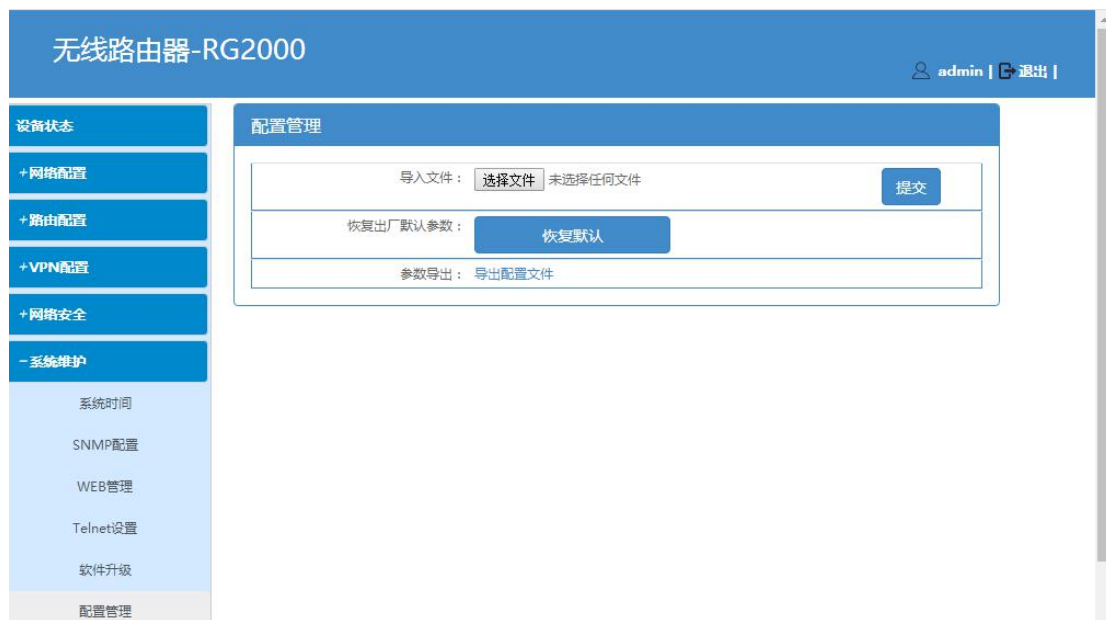 无线路由器-RG2000
admin | 退出 |
设备状态
+网络配置
+路由配置
+VPN配置
+网络安全
-系统维护
系统时间
SNMP配置
WEB管理
Telnet设置
软件升级
配置管理
配置管理
导入文件： 选择文件 未选择任何文件 提交
恢复出厂默认参数： 恢复默认
参数导出： 导出配置文件